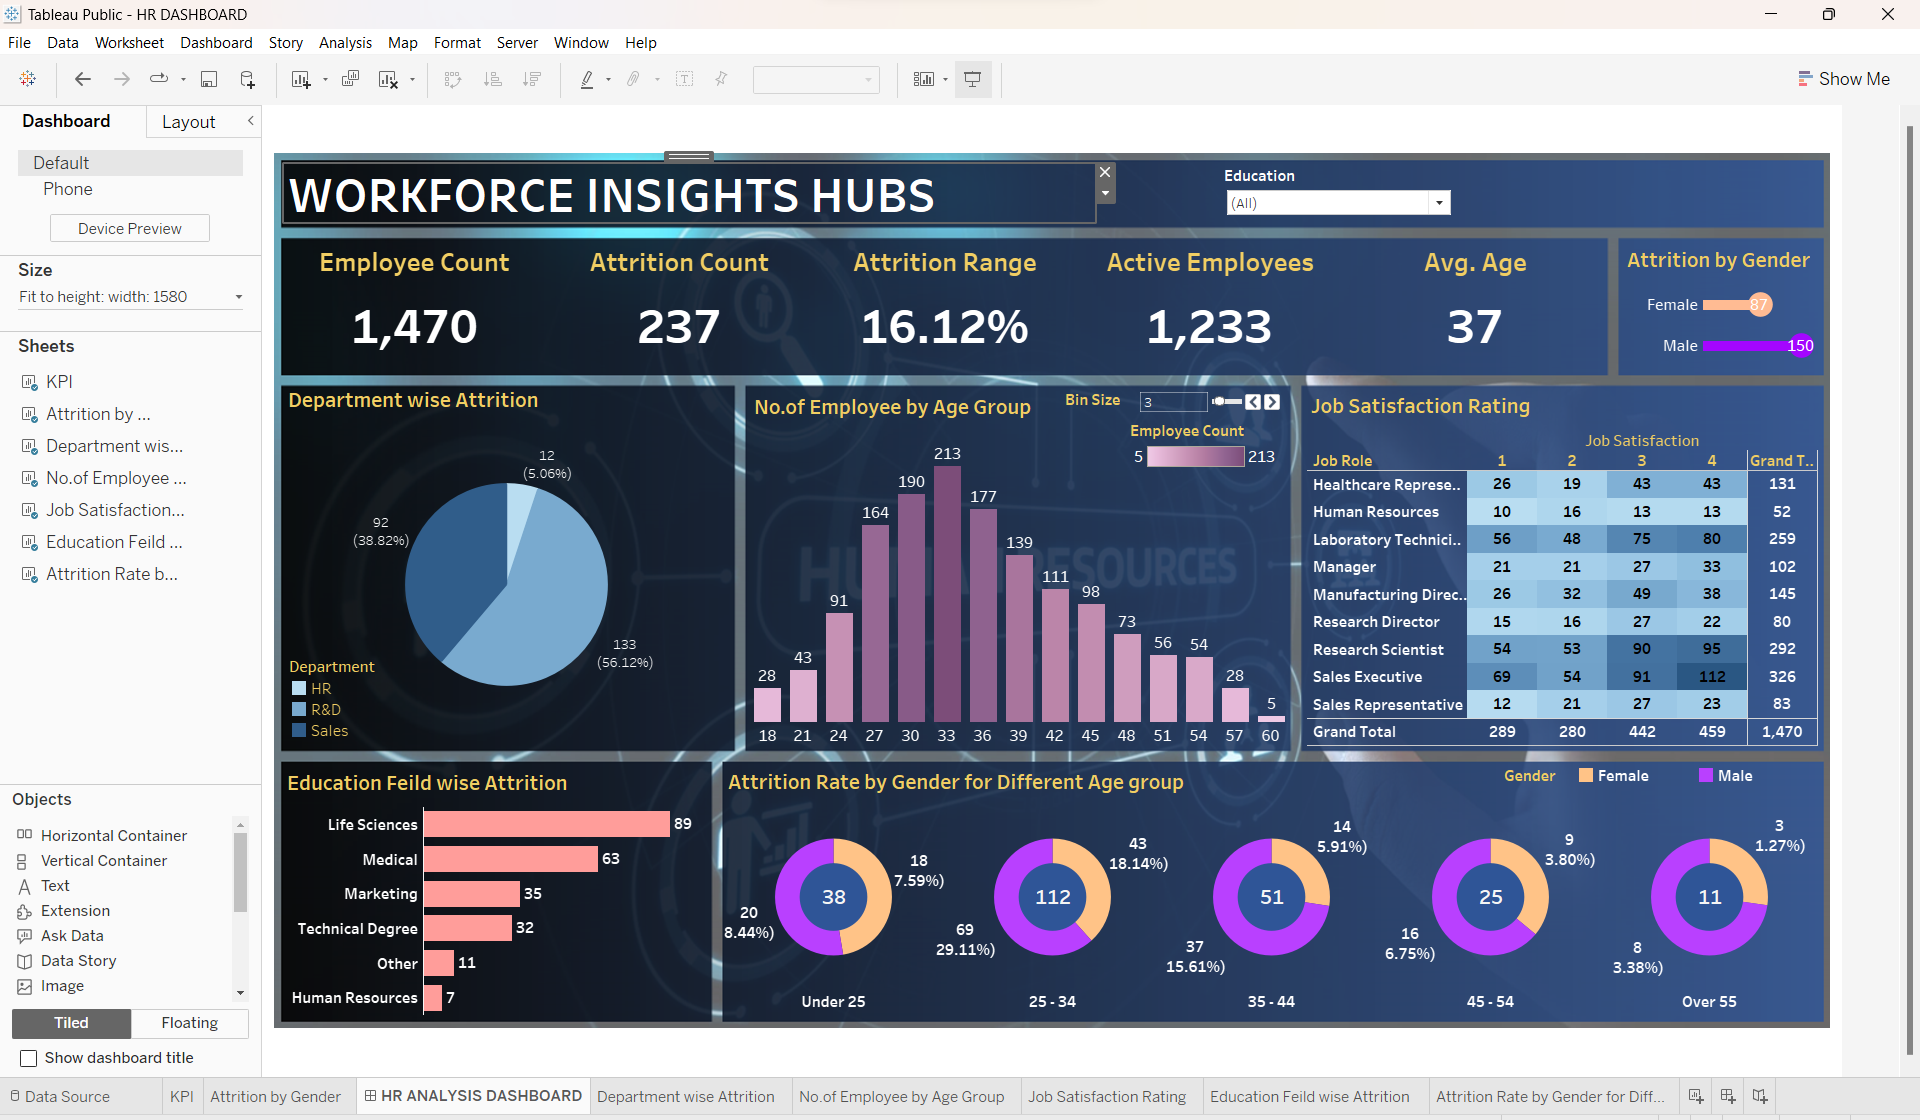 Tableau Public - HR DASHBOARD
File Data Worksheet Dashboard Story Analysis Map Format Server Window Help
Show Me
Dashboard Layout
Default
Phone
Device Preview
Size
Fit to height: width: 1580
Sheets
KPI
Attrition by ...
Department wis...
No.of Employee ...
Job Satisfaction...
Education Feild ...
Attrition Rate b...
Objects
Horizontal Container
Vertical Container
Text
Extension
Ask Data
Data Story
Image
Tiled Floating
Show dashboard title
WORKFORCE INSIGHTS HUBS
Education
(All)
Employee Count Attrition Count Attrition Range Active Employees Avg. Age
1,470 237 16.12% 1,233 37
Attrition by Gender
Female 87
Male 150
Department wise Attrition
12
(5.06%)
92
(38.82%)
133
(56.12%)
Department
HR
R&D
Sales
No.of Employee by Age Group
Bin Size 3
Employee Count
5 213
28 43 91 164 190 213 177 139 111 98 73 56 54 28 5
18 21 24 27 30 33 36 39 42 45 48 51 54 57 60
HUMAN RESOURCES
Job Satisfaction Rating
Job Satisfaction
Job Role 1 2 3 4 Grand T..
Healthcare Represe.. 26 19 43 43 131
Human Resources 10 16 13 13 52
Laboratory Technici.. 56 48 75 80 259
Manager 21 21 27 33 102
Manufacturing Direc.. 26 32 49 38 145
Research Director 15 16 27 22 80
Research Scientist 54 53 90 95 292
Sales Executive 69 54 91 112 326
Sales Representative 12 21 27 23 83
Grand Total 289 280 442 459 1,470
Education Feild wise Attrition
Life Sciences 89
Medical 63
Marketing 35
Technical Degree 32
Other 11
Human Resources 7
Attrition Rate by Gender for Different Age group
Gender Female Male
38
18
7.59%)
20
8.44%)
Under 25
112
43
18.14%)
69
29.11%)
25 - 34
51
14
5.91%)
37
15.61%)
35 - 44
25
9
3.80%)
16
6.75%)
45 - 54
11
3
1.27%)
8
3.38%)
Over 55
Data Source KPI Attrition by Gender HR ANALYSIS DASHBOARD Department wise Attrition No.of Employee by Age Group Job Satisfaction Rating Education Feild wise Attrition Attrition Rate by Gender for Diff...